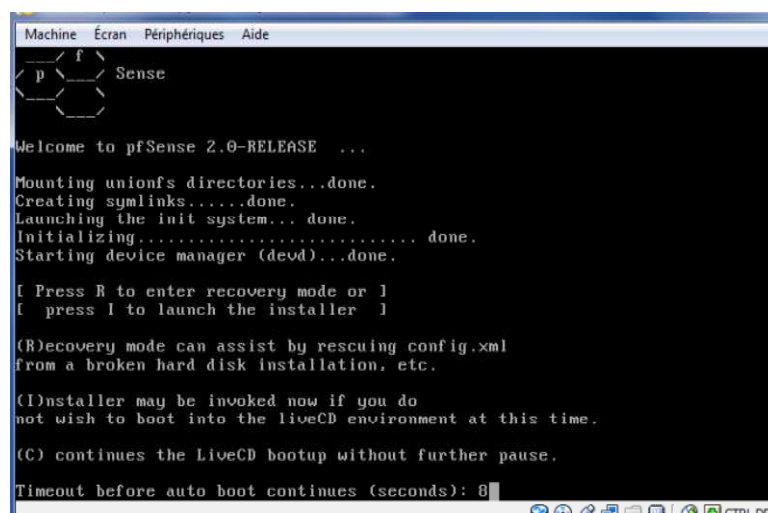 Machine Écran Périphériques Aide
___/ f \
/ p \___/ Sense
\___/ \
\___/
Welcome to pfSense 2.0-RELEASE ...
Mounting unionfs directories...done.
Creating symlinks......done.
Launching the init system... done.
Initializing............................ done.
Starting device manager (devd)...done.
[ Press R to enter recovery mode or ]
[ press I to launch the installer ]
(R)ecovery mode can assist by rescuing config.xml
from a broken hard disk installation, etc.
(I)nstaller may be invoked now if you do
not wish to boot into the liveCD environment at this time.
(C) continues the LiveCD bootup without further pause.
Timeout before auto boot continues (seconds): 8